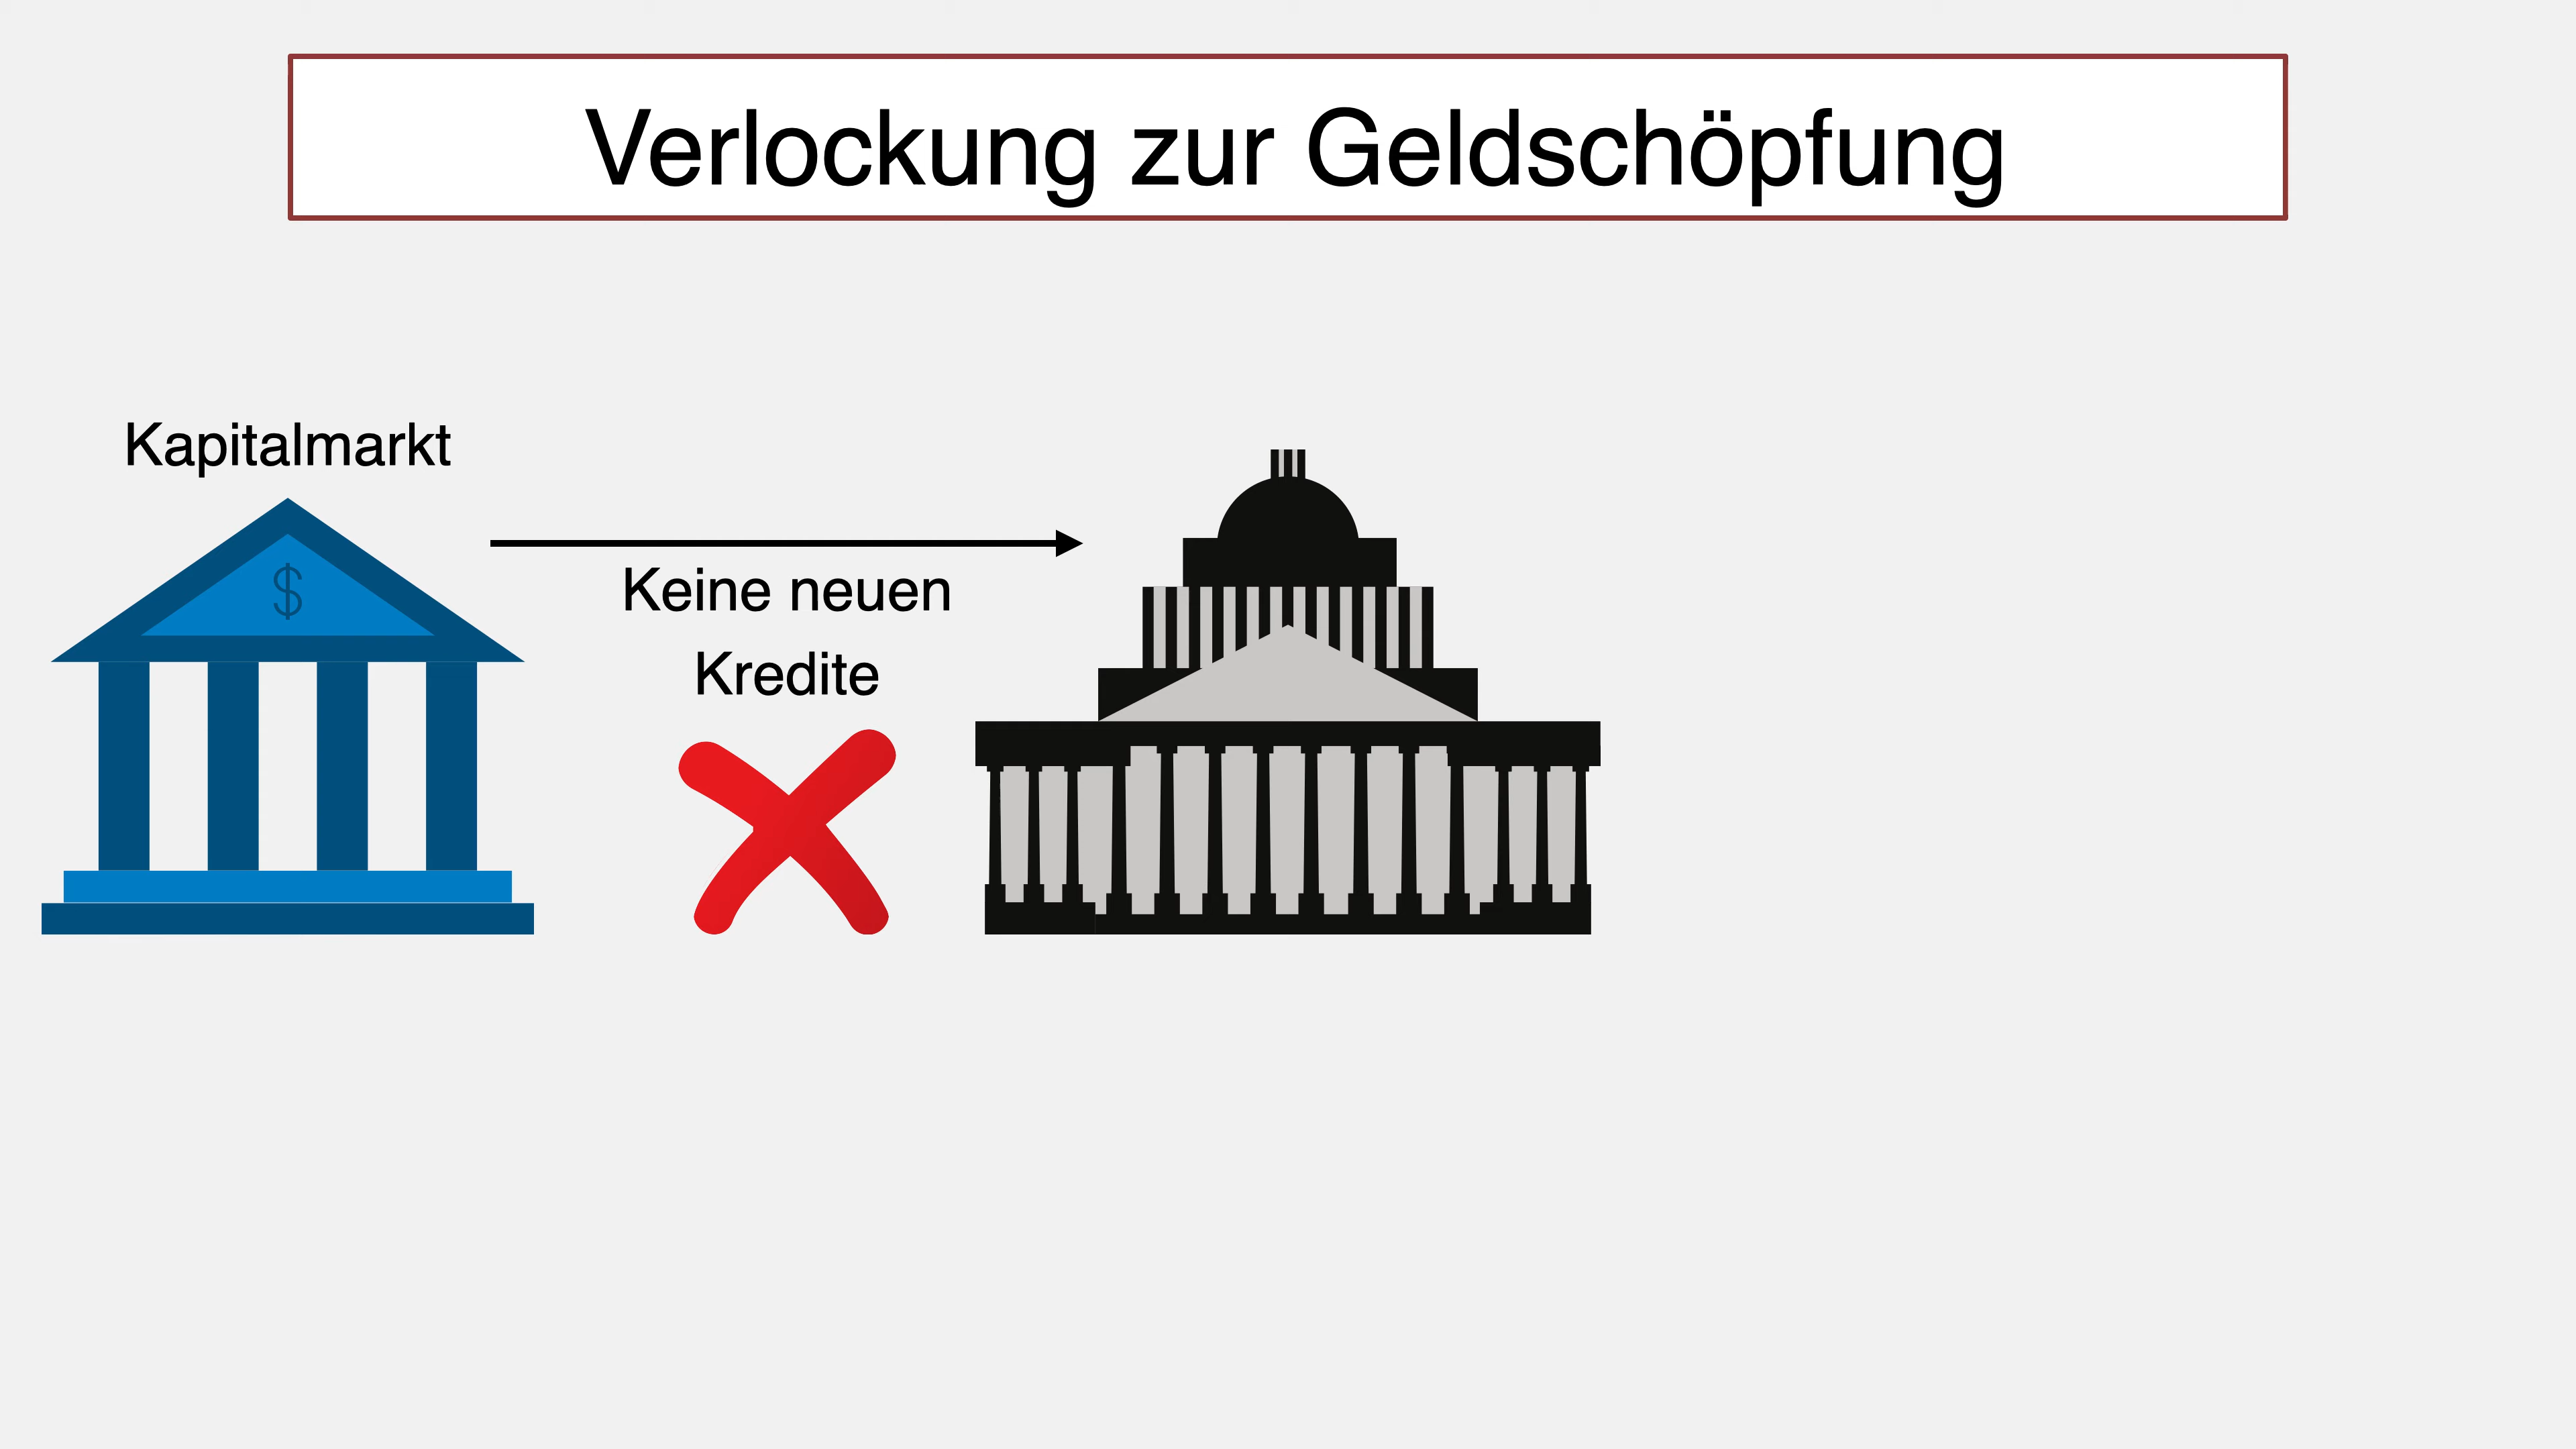 Verlockung zur Geldschöpfung
Kapitalmarkt
$
Keine neuen
Kredite